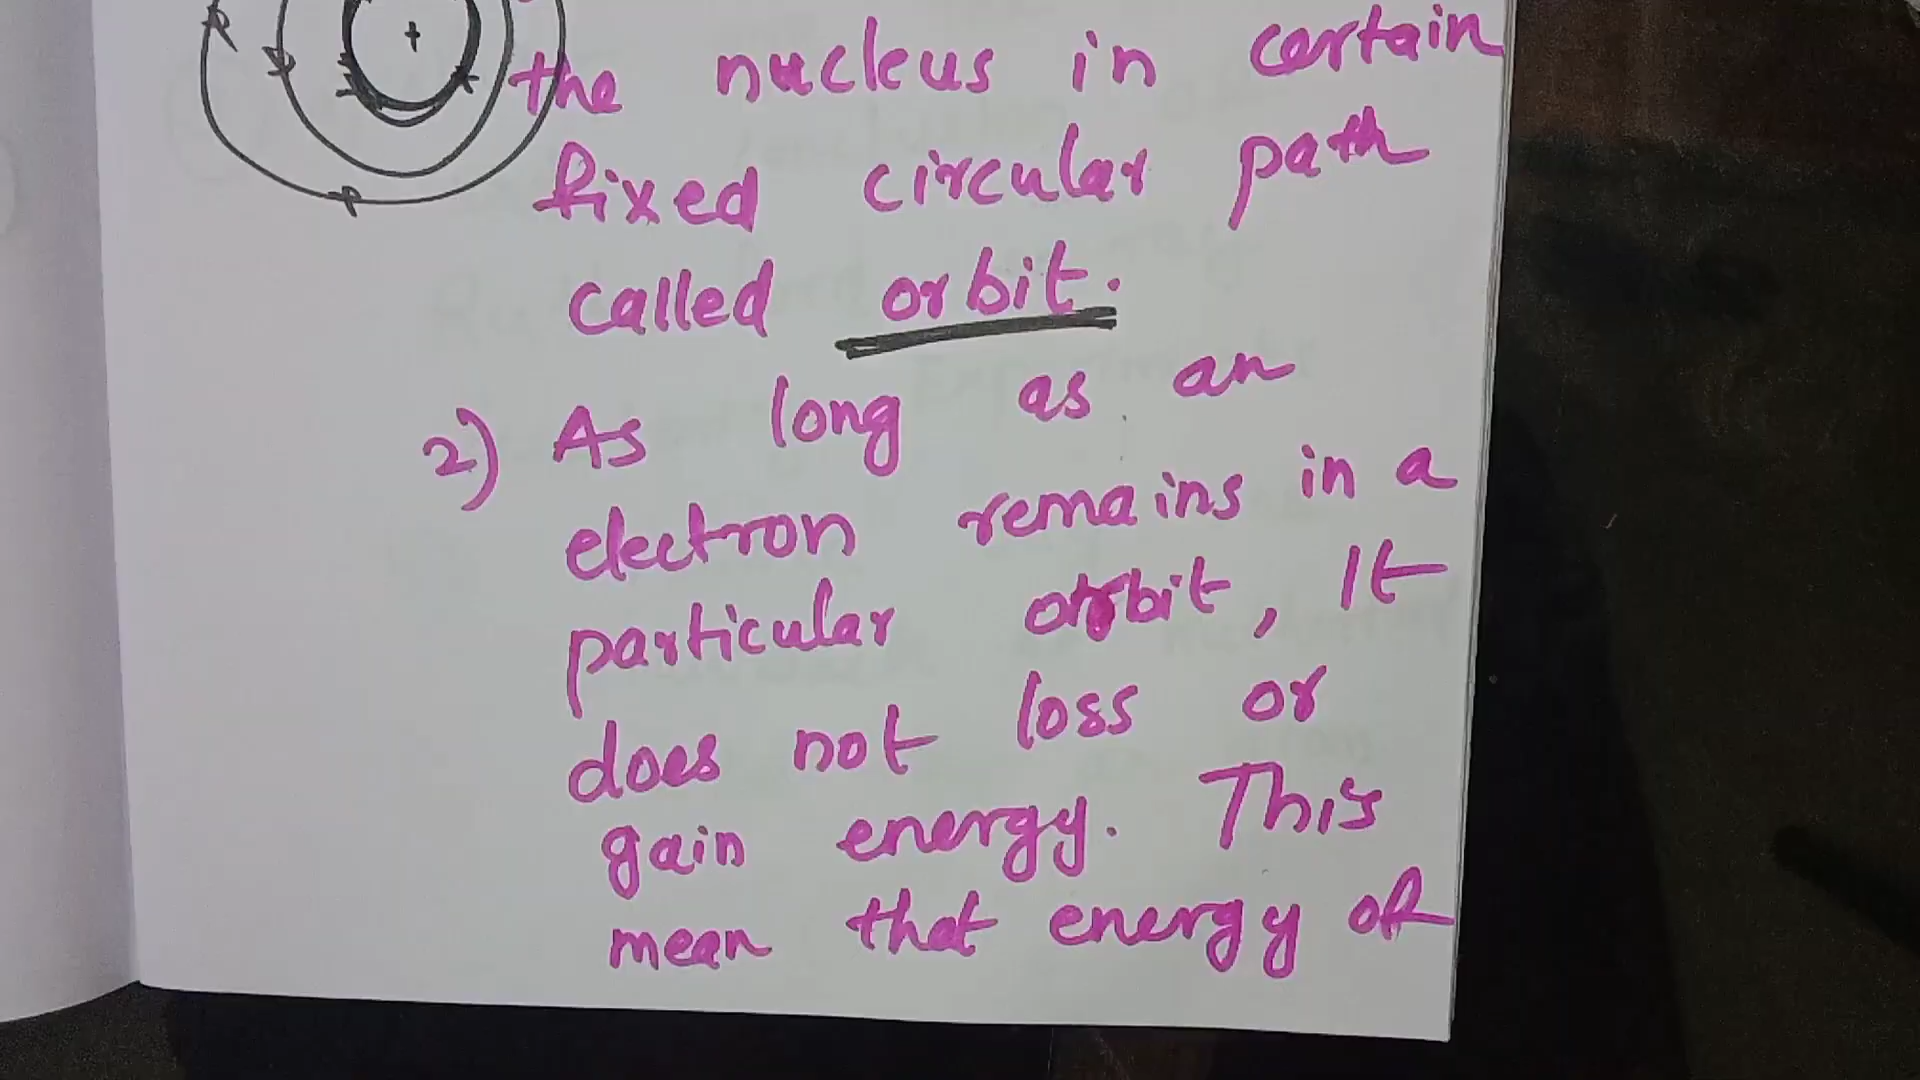 +
the nucleus in certain
fixed circular path
called orbit.
2) As long as an
electron remains in a
particular orbit, It
does not loss or
gain energy. This
mean that energy of